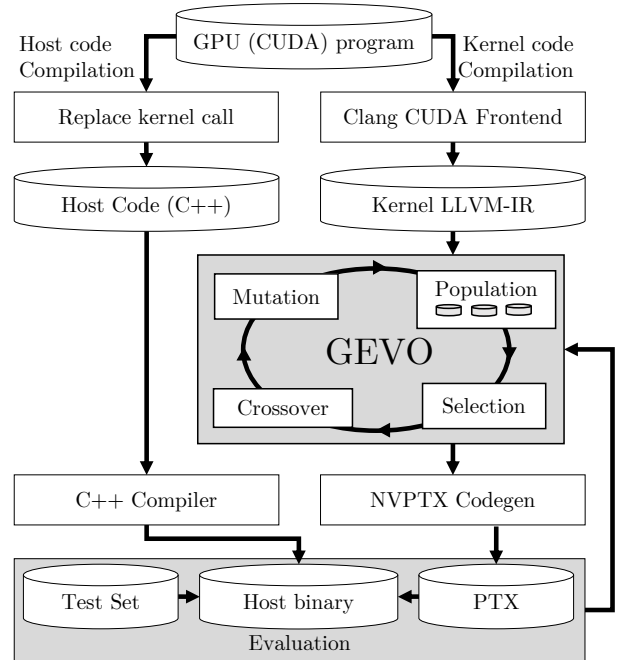 GPU (CUDA) program
Host code
Compilation
Kernel code
Compilation
Replace kernel call
Clang CUDA Frontend
Host Code (C++)
Kernel LLVM-IR
Mutation
Population
GEVO
Crossover
Selection
C++ Compiler
NVPTX Codegen
Test Set
Host binary
PTX
Evaluation